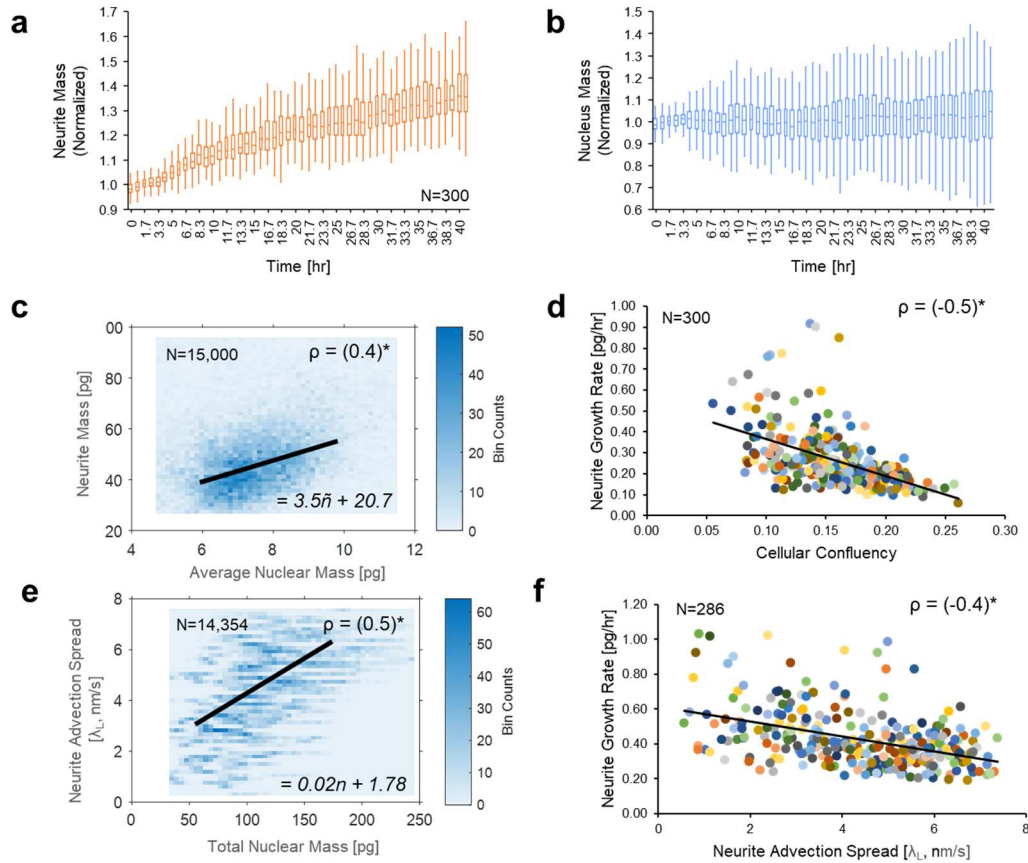 a
Neurite Mass
(Normalized)
1.7
1.6
1.5
1.4
1.3
1.2
1.1
1.0
0.9
N=300
0
1.7
3.3
5
6.7
8.3
10
11.7
13.3
15
16.7
18.3
20
21.7
23.3
25
26.7
28.3
30
31.7
33.3
35
36.7
38.3
40
Time [hr]
b
Nucleus Mass
(Normalized)
1.5
1.4
1.3
1.2
1.1
1.0
0.9
0.8
0.7
0.6
0
1.7
3.3
5
6.7
8.3
10
11.7
13.3
15
16.7
18.3
20
21.7
23.3
25
26.7
28.3
30
31.7
33.3
35
36.7
38.3
40
Time [hr]
c
Neurite Mass [pg]
00
80
60
40
20
N=15,000
ρ = (0.4)*
= 3.5ñ + 20.7
4 6 8 10 12
Average Nuclear Mass [pg]
50
40
30
20
10
0
Bin Counts
d
Neurite Growth Rate [pg/hr]
1.00
0.90
0.80
0.70
0.60
0.50
0.40
0.30
0.20
0.10
0.00
N=300
ρ = (-0.5)*
0.00 0.05 0.10 0.15 0.20 0.25 0.30
Cellular Confluency
e
Neurite Advection Spread
[λL, nm/s]
8
6
4
2
0
N=14,354
ρ = (0.5)*
= 0.02n + 1.78
0 50 100 150 200 250
Total Nuclear Mass [pg]
60
50
40
30
20
10
0
Bin Counts
f
Neurite Growth Rate [pg/hr]
1.20
1.00
0.80
0.60
0.40
0.20
0.00
N=286
ρ = (-0.4)*
0 2 4 6 8
Neurite Advection Spread [λL, nm/s]